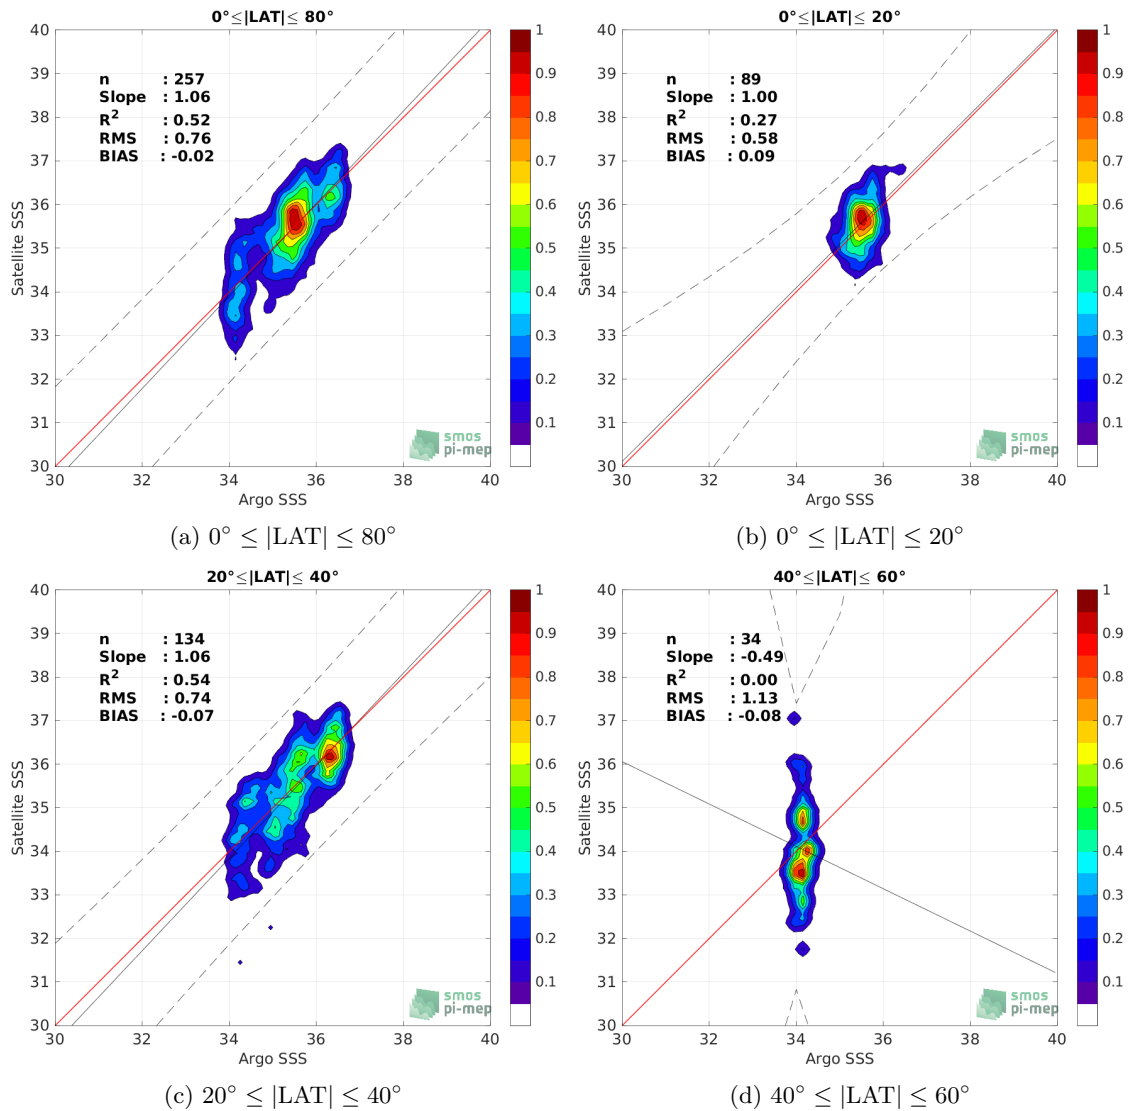 0°≤|LAT|≤ 80°
40
39
38
37
36
35
34
33
32
31
30
Satellite SSS
n : 257
Slope : 1.06
R² : 0.52
RMS : 0.76
BIAS : -0.02
smos
pi-mep
30 32 34 36 38 40
Argo SSS
1
0.9
0.8
0.7
0.6
0.5
0.4
0.3
0.2
0.1
(a) 0° ≤ |LAT| ≤ 80°
0°≤|LAT|≤ 20°
40
39
38
37
36
35
34
33
32
31
30
Satellite SSS
n : 89
Slope : 1.00
R² : 0.27
RMS : 0.58
BIAS : 0.09
smos
pi-mep
30 32 34 36 38 40
Argo SSS
1
0.9
0.8
0.7
0.6
0.5
0.4
0.3
0.2
0.1
(b) 0° ≤ |LAT| ≤ 20°
20°≤|LAT|≤ 40°
40
39
38
37
36
35
34
33
32
31
30
Satellite SSS
n : 134
Slope : 1.06
R² : 0.54
RMS : 0.74
BIAS : -0.07
smos
pi-mep
30 32 34 36 38 40
Argo SSS
1
0.9
0.8
0.7
0.6
0.5
0.4
0.3
0.2
0.1
(c) 20° ≤ |LAT| ≤ 40°
40°≤|LAT|≤ 60°
40
39
38
37
36
35
34
33
32
31
30
Satellite SSS
n : 34
Slope : -0.49
R² : 0.00
RMS : 1.13
BIAS : -0.08
smos
pi-mep
30 32 34 36 38 40
Argo SSS
1
0.9
0.8
0.7
0.6
0.5
0.4
0.3
0.2
0.1
(d) 40° ≤ |LAT| ≤ 60°